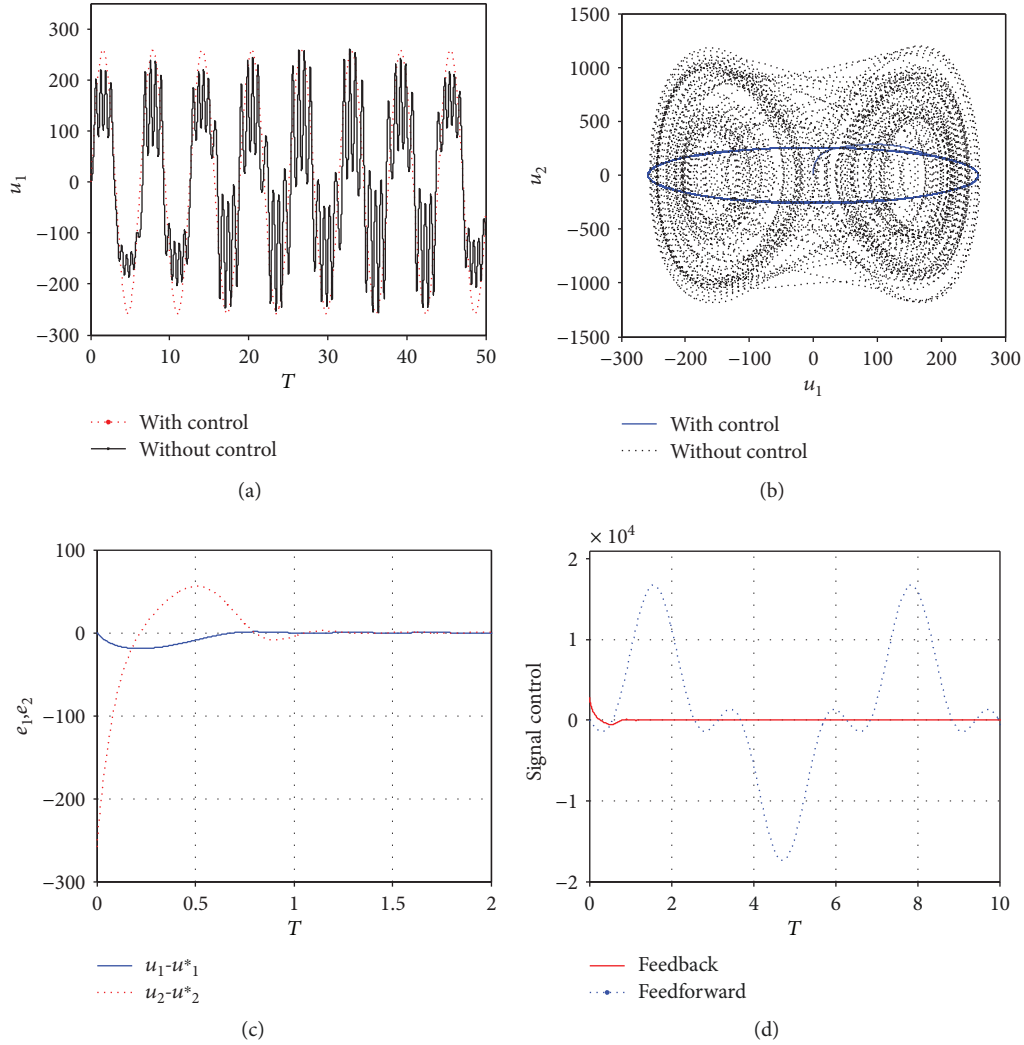 300
200
100
0
−100
−200
−300
u1
0
10
20
30
40
50
T
With control
Without control
(a)
1500
1000
500
0
−500
−1000
−1500
u2
−300
−200
−100
0
100
200
300
u1
With control
Without control
(b)
100
0
−100
−200
−300
e1,e2
0
0.5
1
1.5
2
T
u1-u*1
u2-u*2
(c)
× 10^4
2
1
0
−1
−2
Signal control
0
2
4
6
8
10
T
Feedback
Feedforward
(d)